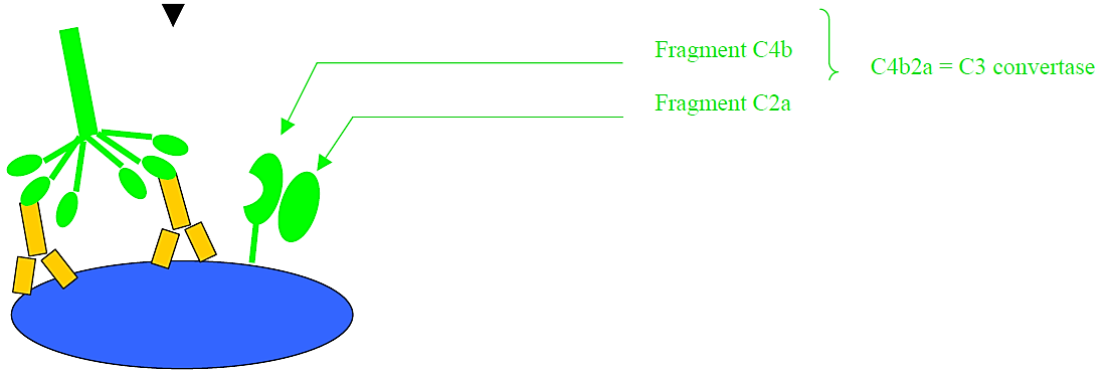 Fragment C4b
C4b2a = C3 convertase
Fragment C2a